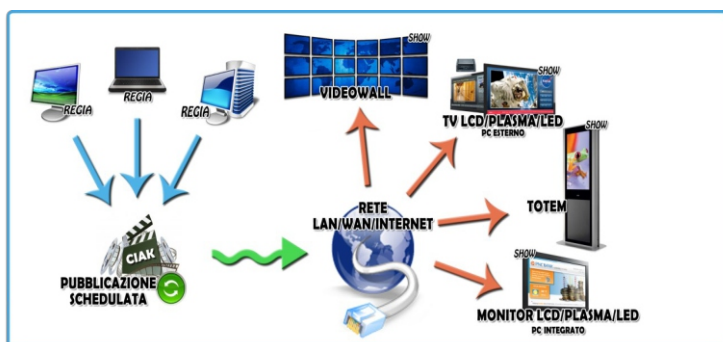 REGIA
REGIA
REGIA
SHOW
VIDEOWALL
SHOW
TV LCD/PLASMA/LED
PC ESTERNO
SHOW
TOTEM
RETE
LAN/WAN/INTERNET
CIAK
PUBBLICAZIONE
SCHEDULATA
SHOW
MONITOR LCD/PLASMA/LED
PC INTEGRATO